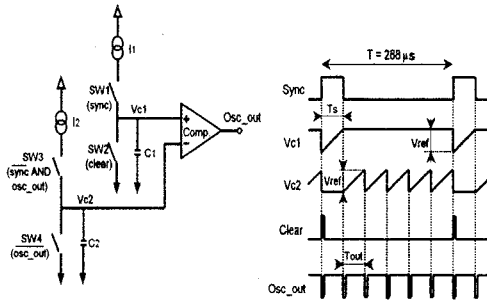 I1
SW1
(sync)
Vc1
I2
SW2
(clear)
C1
+
Comp
−
Osc_out
SW3
(sync AND
osc_out)
Vc2
SW4
(osc_out)
C2
T = 288 µs
Sync
Ts
Vc1
Vref
Vc2
Vref
Clear
Tout
Osc_out